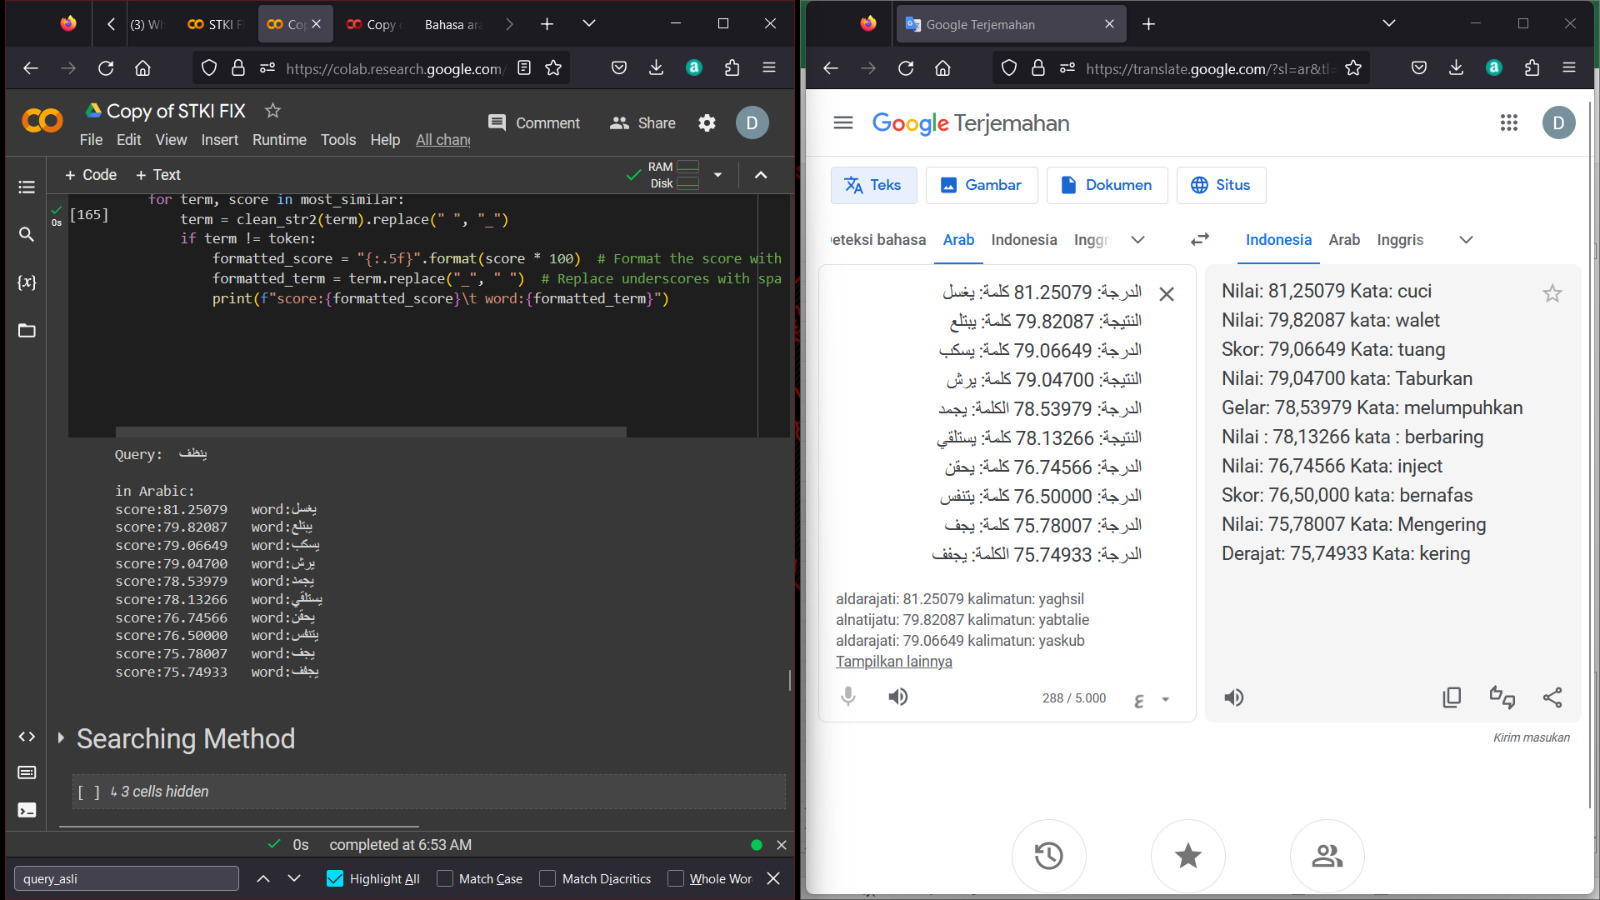 STKI F
Copy
Bahasa ara
https://colab.research.google.com/
Copy of STKI FIX
File Edit View Insert Runtime Tools Help All chang
Comment
Share
D
+ Code + Text
RAM
Disk
0s
[165]
for term, score in most_similar:
term = clean_str2(term).replace(" ", "_")
if term != token:
formatted_score = "{:.5f}".format(score * 100) # Format the score with
formatted_term = term.replace("_", " ") # Replace underscores with spa
print(f"score:{formatted_score}\t word:{formatted_term}")
Query: ينظف
in Arabic:
score:81.25079 word:يغسل
score:79.82087 word:يبتلع
score:79.06649 word:يسكب
score:79.04700 word:يرش
score:78.53979 word:يجمد
score:78.13266 word:يستلقي
score:76.74566 word:يحقن
score:76.50000 word:يتنفس
score:75.78007 word:يجف
score:75.74933 word:يجفف
Searching Method
[ ] ↳ 3 cells hidden
0s completed at 6:53 AM
query_asli
Highlight All
Match Case
Match Diacritics
Whole Wor
Google Terjemahan
https://translate.google.com/?sl=ar&tl=
Google Terjemahan
D
Teks
Gambar
Dokumen
Situs
eteksi bahasa Arab Indonesia Inggr
Indonesia Arab Inggris
الدرجة: 81.25079 كلمة: يغسل
النتيجة: 79.82087 كلمة: يبتلع
الدرجة: 79.06649 كلمة: يسكب
النتيجة: 79.04700 كلمة: يرش
الدرجة: 78.53979 الكلمة: يجمد
النتيجة: 78.13266 كلمة: يستلقي
الدرجة: 76.74566 كلمة: يحقن
الدرجة: 76.50000 كلمة: يتنفس
الدرجة: 75.78007 كلمة: يجف
الدرجة: 75.74933 الكلمة: يجفف
aldarajati: 81.25079 kalimatun: yaghsil
alnatijatu: 79.82087 kalimatun: yabtalie
aldarajati: 79.06649 kalimatun: yaskub
Tampilkan lainnya
288 / 5.000
Nilai: 81,25079 Kata: cuci
Nilai: 79,82087 kata: walet
Skor: 79,06649 Kata: tuang
Nilai: 79,04700 kata: Taburkan
Gelar: 78,53979 Kata: melumpuhkan
Nilai : 78,13266 kata : berbaring
Nilai: 76,74566 Kata: inject
Skor: 76,50,000 kata: bernafas
Nilai: 75,78007 Kata: Mengering
Derajat: 75,74933 Kata: kering
Kirim masukan